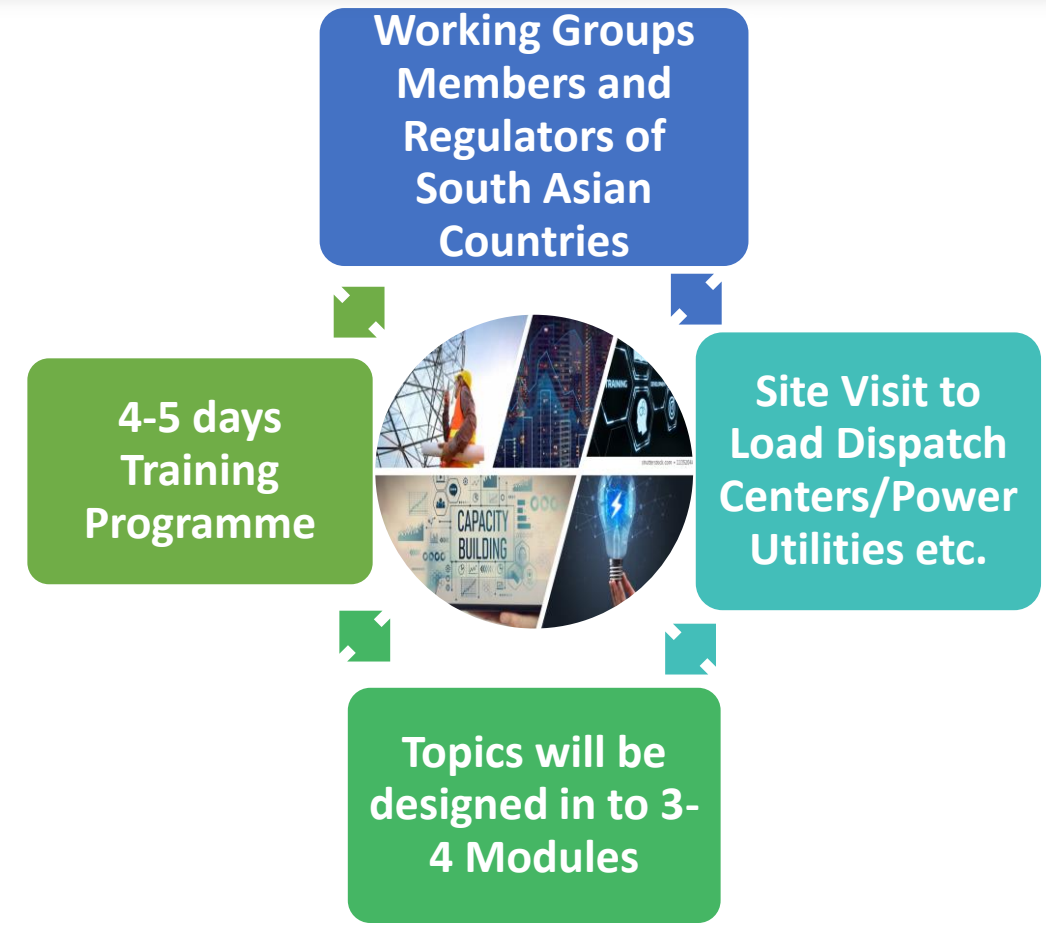 Working Groups
Members and
Regulators of
South Asian
Countries
4-5 days
Training
Programme
TRAINING
CAPACITY
BUILDING
Site Visit to
Load Dispatch
Centers/Power
Utilities etc.
Topics will be
designed in to 3-
4 Modules